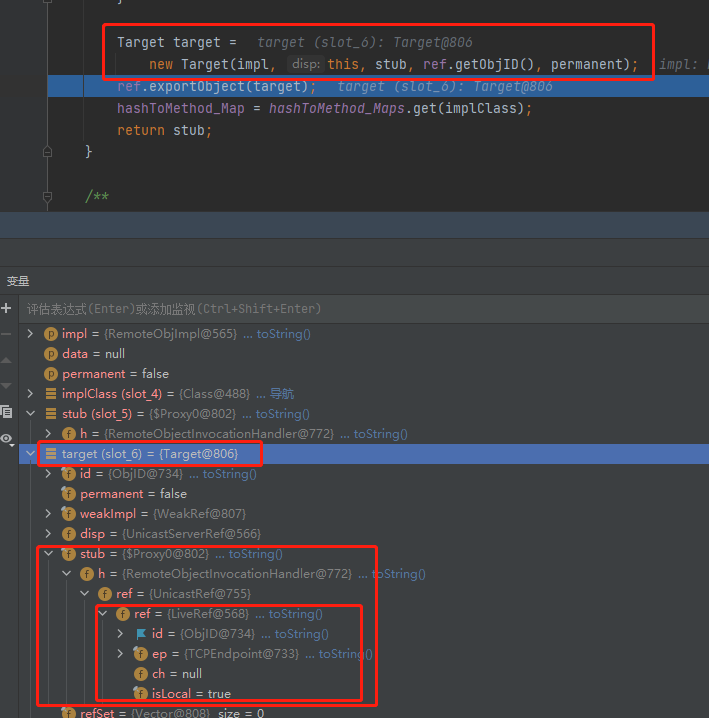 }
Target target = target (slot_6): Target@806
new Target(impl, disp: this, stub, ref.getObjID(), permanent); impl:
ref.exportObject(target); target (slot_6): Target@806
hashToMethod_Map = hashToMethod_Maps.get(implClass);
return stub;
}
/**
变量
评估表达式(Enter)或添加监视(Ctrl+Shift+Enter)
impl = {RemoteObjImpl@565} ... toString()
data = null
permanent = false
implClass (slot_4) = {Class@488} ... 导航
stub (slot_5) = {$Proxy0@802} ... toString()
h = {RemoteObjectInvocationHandler@772} ... toString()
target (slot_6) = {Target@806}
id = {ObjID@734} ... toString()
permanent = false
weakImpl = {WeakRef@807}
disp = {UnicastServerRef@566}
stub = {$Proxy0@802} ... toString()
h = {RemoteObjectInvocationHandler@772} ... toString()
ref = {UnicastRef@755}
ref = {LiveRef@568} ... toString()
id = {ObjID@734} ... toString()
ep = {TCPEndpoint@733} ... toString()
ch = null
isLocal = true
refSet = {Vector@808} size = 0